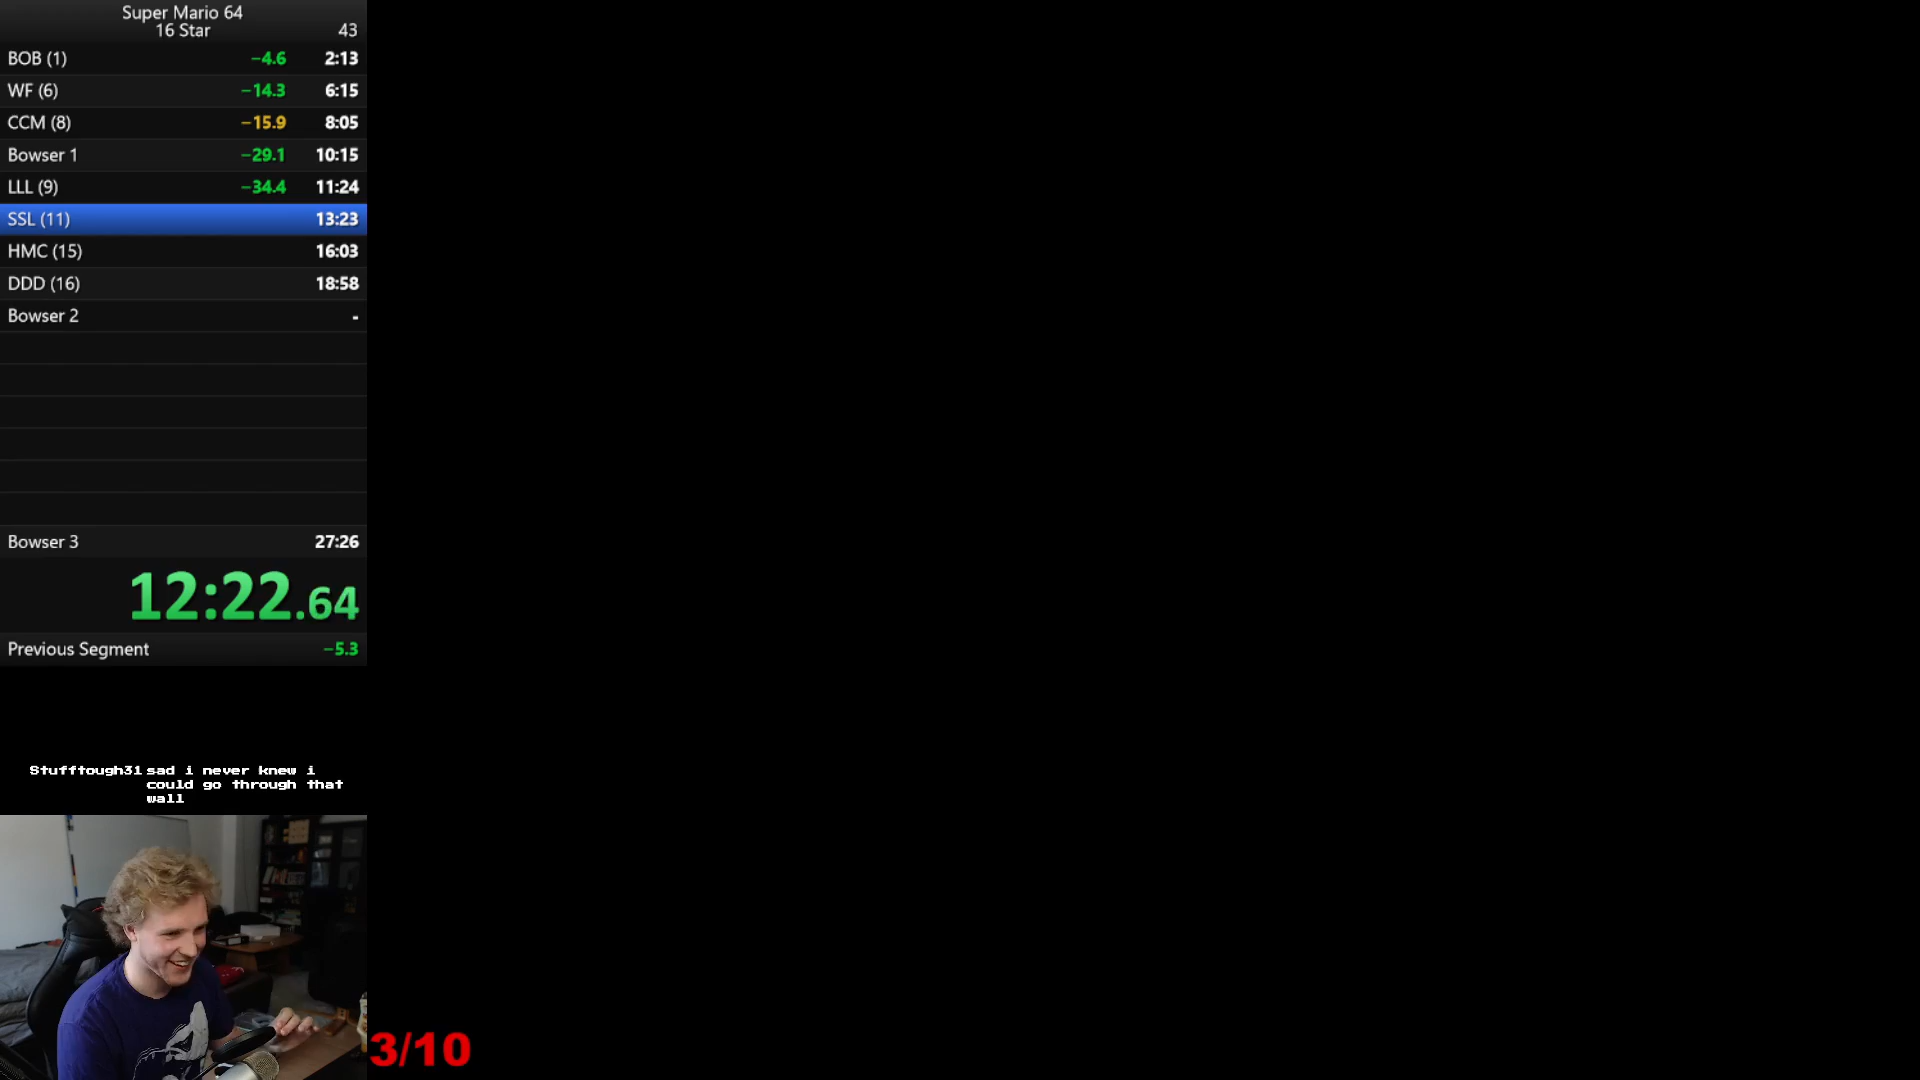 Super Mario 64
16 Star 43
BOB (1) −4.6 2:13
WF (6) −14.3 6:15
CCM (8) −15.9 8:05
Bowser 1 −29.1 10:15
LLL (9) −34.4 11:24
SSL (11) 13:23
HMC (15) 16:03
DDD (16) 18:58
Bowser 2 -
Bowser 3 27:26
12:22.64
Previous Segment −5.3
Stufftough31 sad i never knew i
could go through that
wall
3/10